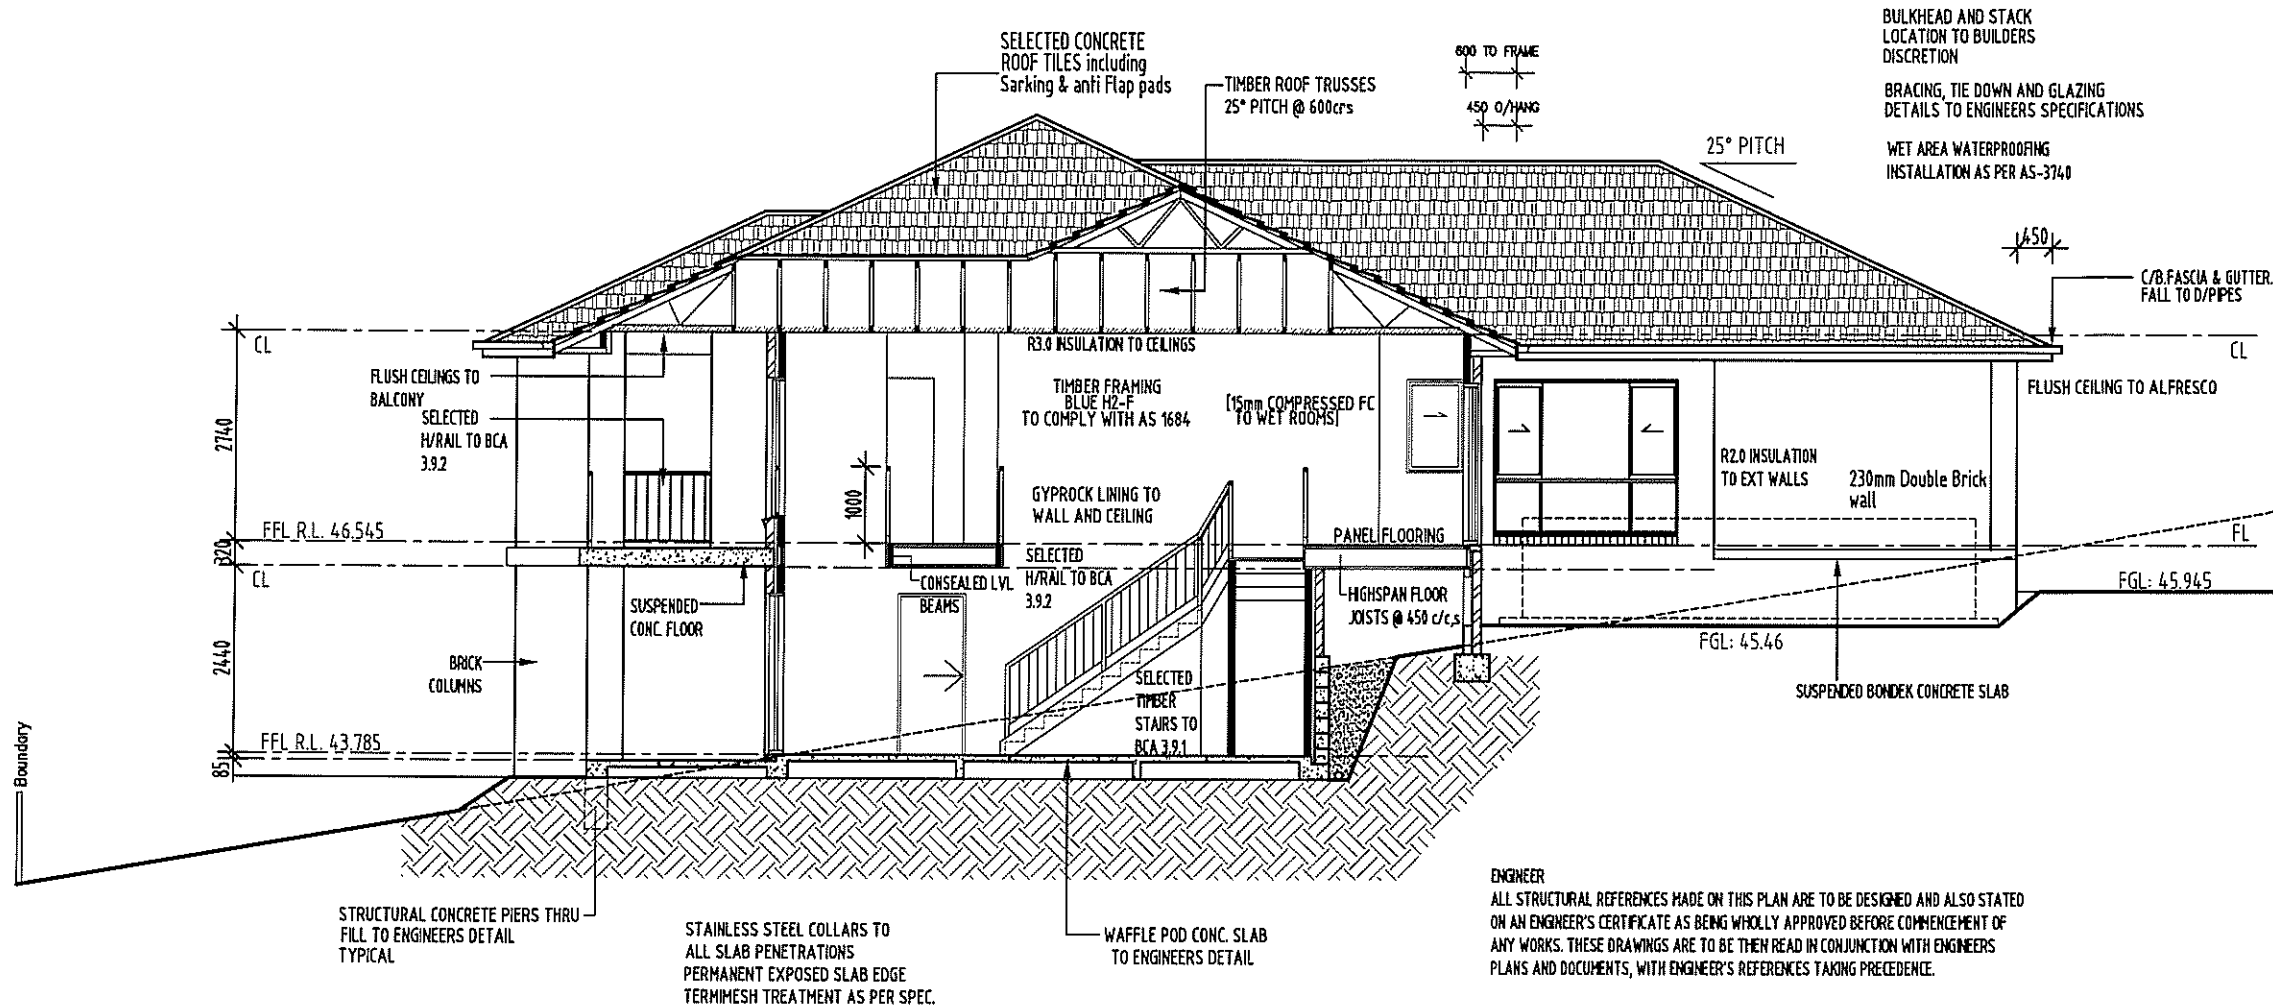 BULKHEAD AND STACK
LOCATION TO BUILDERS
DISCRETION
BRACING, TIE DOWN AND GLAZING
DETAILS TO ENGINEERS SPECIFICATIONS
WET AREA WATERPROOFING
INSTALLATION AS PER AS-3740
SELECTED CONCRETE
ROOF TILES including
Sarking & anti Flap pads
TIMBER ROOF TRUSSES
25° PITCH @ 600crs
600 TO FRAME
450 O/HANG
25° PITCH
450
C/B.FASCIA & GUTTER.
FALL TO D/PIPES
CL
CL
FLUSH CEILINGS TO
BALCONY
SELECTED
H/RAIL TO BCA
3.9.2
R3.0 INSULATION TO CEILINGS
TIMBER FRAMING
BLUE H2-F
TO COMPLY WITH AS 1684
[15mm COMPRESSED FC
TO WET ROOMS]
FLUSH CEILING TO ALFRESCO
R2.0 INSULATION
TO EXT WALLS
230mm Double Brick
wall
2740
1000
GYPROCK LINING TO
WALL AND CEILING
FFL R.L. 46.545
320
CL
PANEL FLOORING
FL
FGL: 45.945
SELECTED
H/RAIL TO BCA
3.9.2
CONSEALED LVL
BEAMS
HIGHSPAN FLOOR
JOISTS @ 450 c/c,s
SUSPENDED
CONC. FLOOR
FGL: 45.46
BRICK
COLUMNS
2440
SELECTED
TIMBER
STAIRS TO
BCA 3.9.1
SUSPENDED BONDEK CONCRETE SLAB
FFL R.L. 43.785
85
Boundary
STRUCTURAL CONCRETE PIERS THRU
FILL TO ENGINEERS DETAIL
TYPICAL
STAINLESS STEEL COLLARS TO
ALL SLAB PENETRATIONS
PERMANENT EXPOSED SLAB EDGE
TERMIMESH TREATMENT AS PER SPEC.
WAFFLE POD CONC. SLAB
TO ENGINEERS DETAIL
ENGINEER
ALL STRUCTURAL REFERENCES MADE ON THIS PLAN ARE TO BE DESIGNED AND ALSO STATED
ON AN ENGINEER'S CERTIFICATE AS BEING WHOLLY APPROVED BEFORE COMMENCEMENT OF
ANY WORKS. THESE DRAWINGS ARE TO BE THEN READ IN CONJUNCTION WITH ENGINEERS
PLANS AND DOCUMENTS, WITH ENGINEER'S REFERENCES TAKING PRECEDENCE.